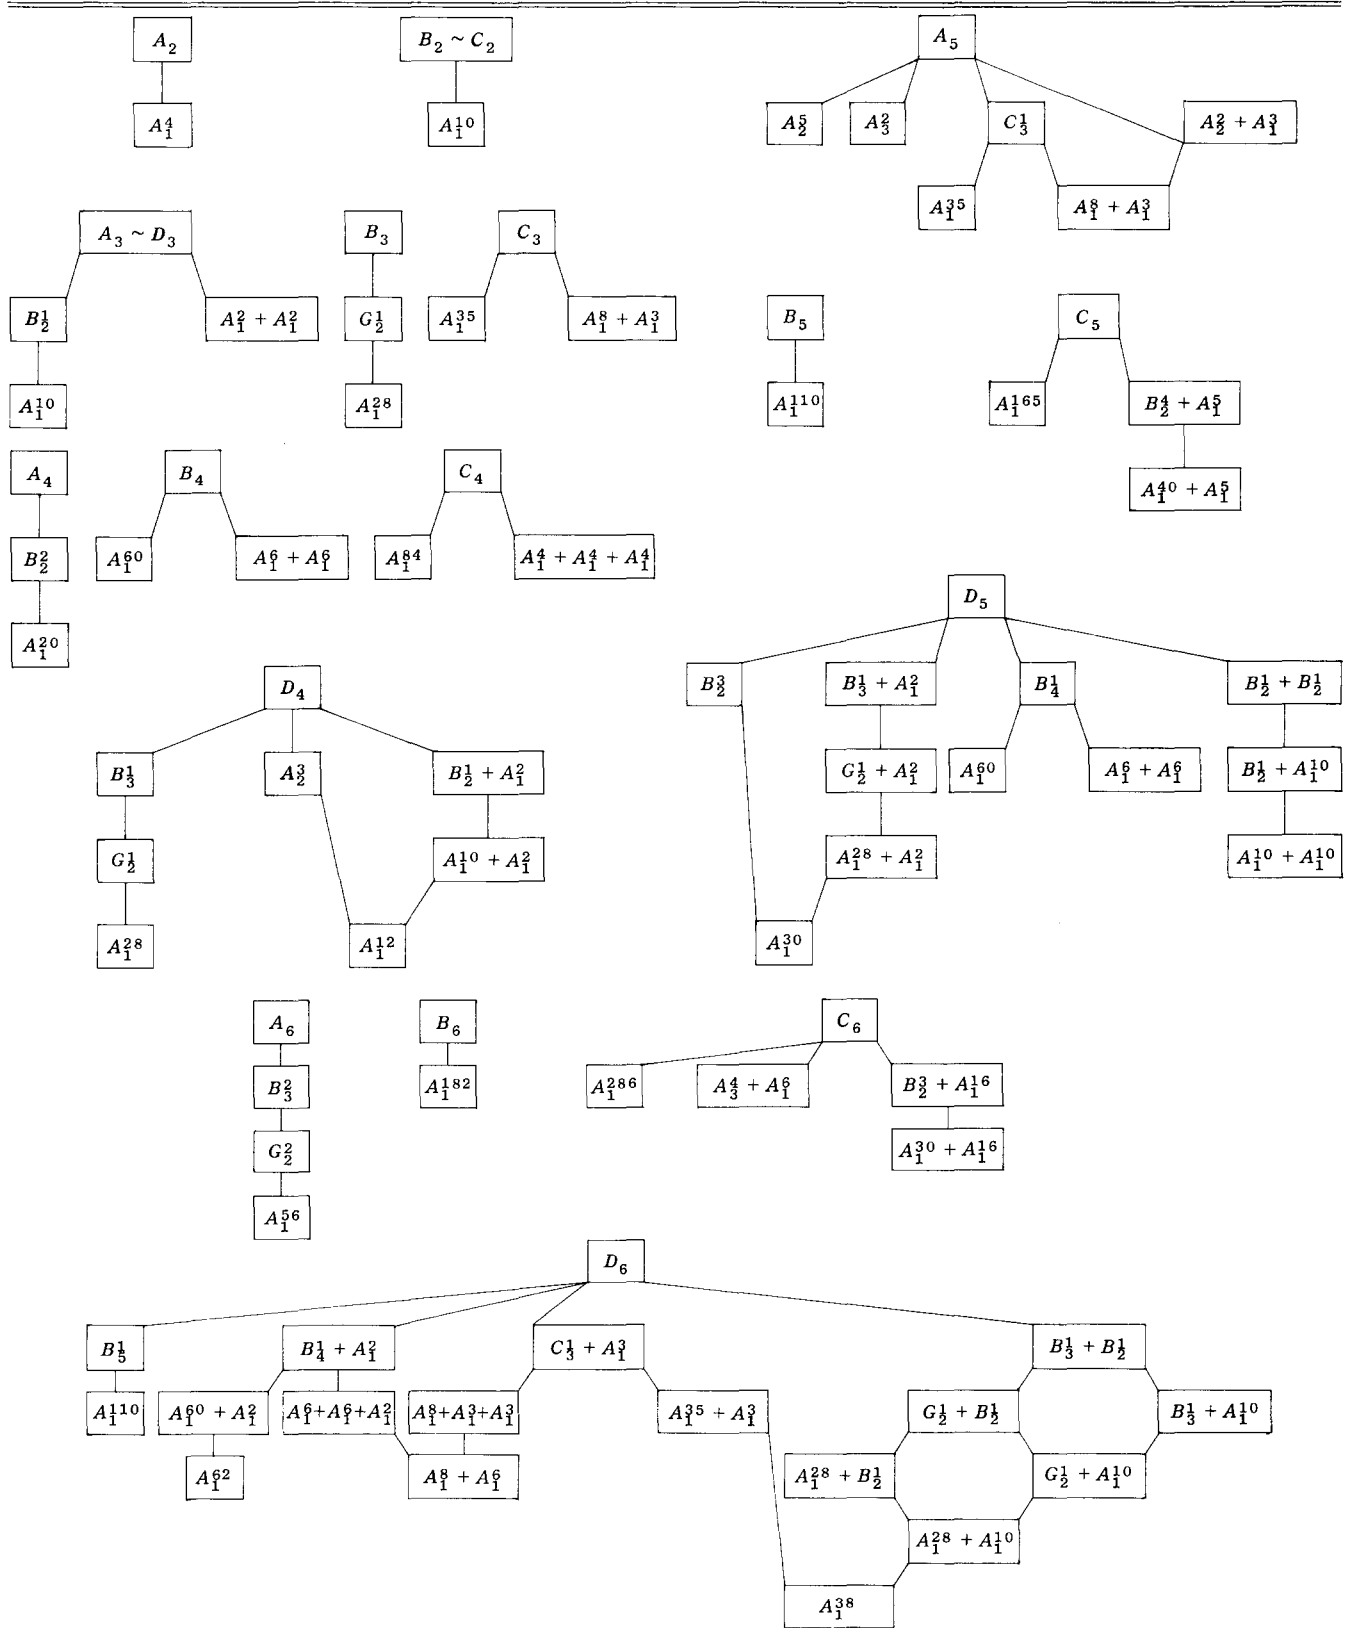 A_2
B_2 ~ C_2
A_5
A_1^4
A_1^10
A_2^5
A_3^2
C_3^1
A_2^2 + A_1^3
A_1^35
A_1^8 + A_1^3
A_3 ~ D_3
B_3
C_3
B_2^1
A_1^2 + A_1^2
G_2^1
A_1^35
A_1^8 + A_1^3
B_5
C_5
A_1^10
A_1^28
A_1^110
A_1^165
B_2^4 + A_1^5
A_4
B_4
C_4
A_1^40 + A_1^5
B_2^2
A_1^60
A_1^6 + A_1^6
A_1^84
A_1^4 + A_1^4 + A_1^4
A_1^20
D_5
D_4
B_2^3
B_3^1 + A_1^2
B_4^1
B_2^1 + B_2^1
B_3^1
A_2^3
B_2^1 + A_1^2
G_2^1 + A_1^2
A_1^60
A_1^6 + A_1^6
B_2^1 + A_1^10
G_2^1
A_1^10 + A_1^2
A_1^28 + A_1^2
A_1^10 + A_1^10
A_1^28
A_1^12
A_1^30
A_6
B_6
C_6
B_3^2
A_1^182
A_1^286
A_3^4 + A_1^6
B_2^3 + A_1^16
G_2^2
A_1^30 + A_1^16
A_1^56
D_6
B_5^1
B_4^1 + A_1^2
C_3^1 + A_1^3
B_3^1 + B_2^1
A_1^110
A_1^60 + A_1^2
A_1^6+A_1^6+A_1^2
A_1^8+A_1^3+A_1^3
A_1^35 + A_1^3
G_2^1 + B_2^1
B_3^1 + A_1^10
A_1^62
A_1^8 + A_1^6
A_1^28 + B_2^1
G_2^1 + A_1^10
A_1^28 + A_1^10
A_1^38